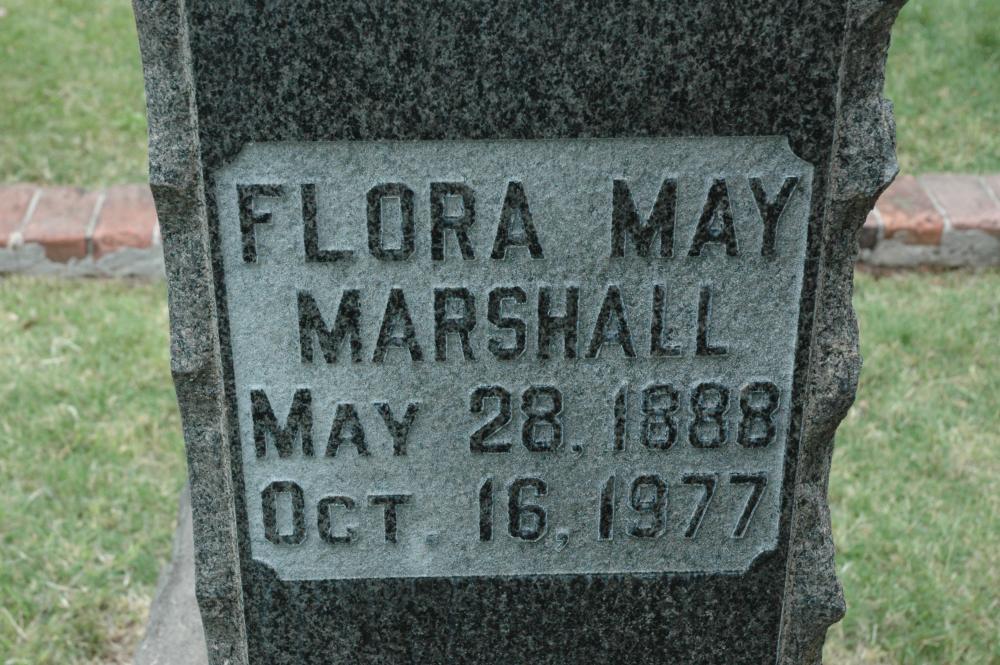 FLORA MAY
MARSHALL
MAY 28, 1888
OCT. 16, 1977